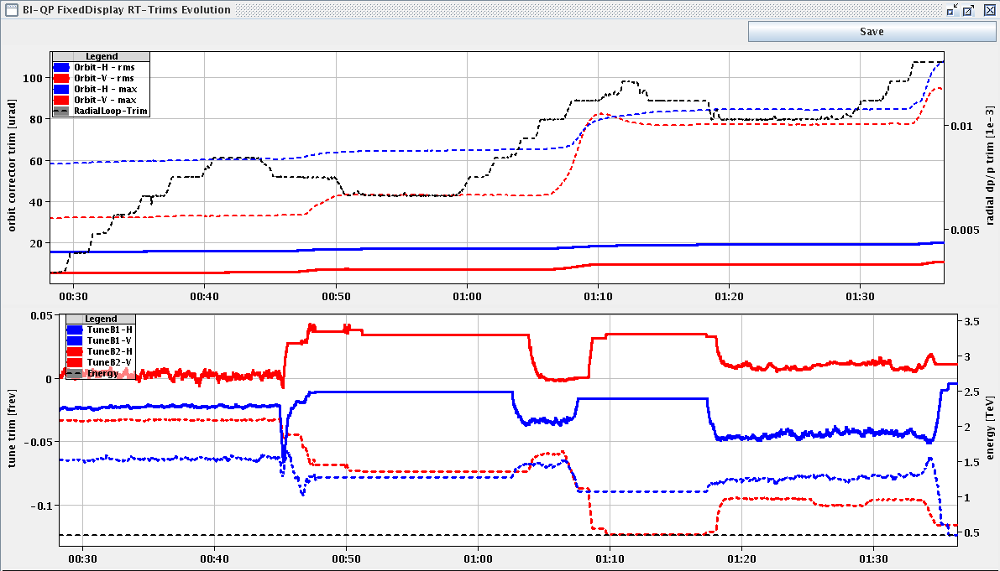 BI-QP FixedDisplay RT-Trims Evolution
Save
Legend
Orbit-H - rms
Orbit-V - rms
Orbit-H - max
Orbit-V - max
RadialLoop-Trim
orbit corrector trim [urad]
100
80
60
40
20
radial dp/p trim [1e-3]
0.01
0.005
00:30 00:40 00:50 01:00 01:10 01:20 01:30
Legend
TuneB1-H
TuneB1-V
TuneB2-H
TuneB2-V
Energy
tune trim [frev]
0.05
0
-0.05
-0.1
energy [TeV]
3.5
3
2.5
2
1.5
1
0.5
00:30 00:40 00:50 01:00 01:10 01:20 01:30